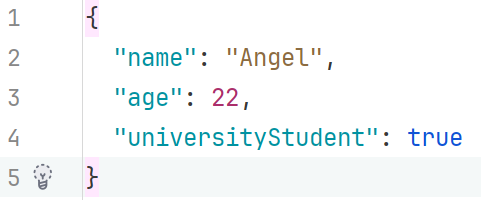 1 {
2   "name": "Angel",
3   "age": 22,
4   "universityStudent": true
5 }